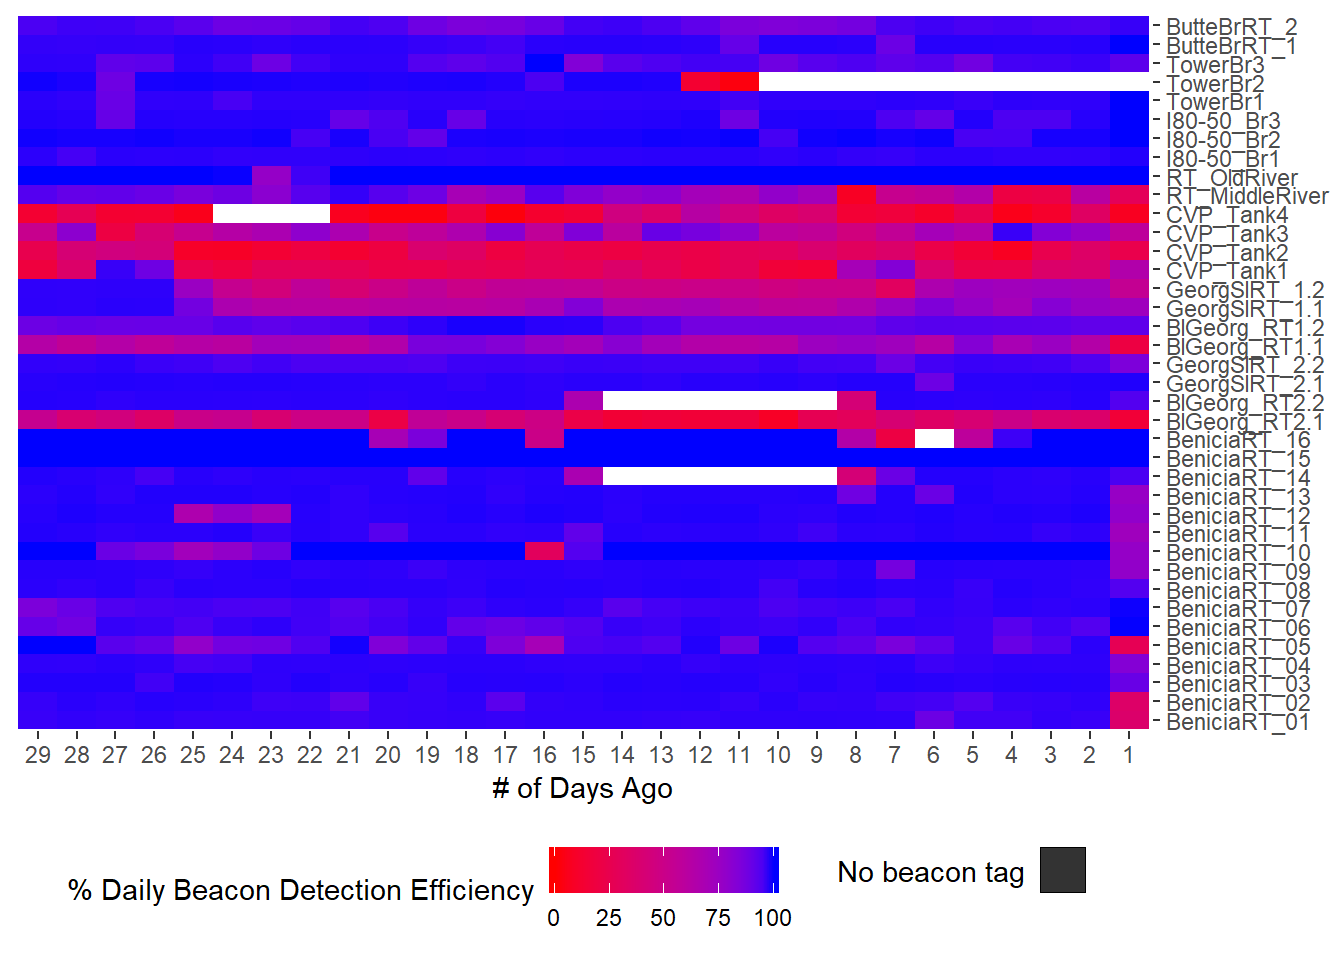 ButteBrRT_2
ButteBrRT_1
TowerBr3
TowerBr2
TowerBr1
I80-50_Br3
I80-50_Br2
I80-50_Br1
RT_OldRiver
RT_MiddleRiver
CVP_Tank4
CVP_Tank3
CVP_Tank2
CVP_Tank1
GeorgSlRT_1.2
GeorgSlRT_1.1
BlGeorg_RT1.2
BlGeorg_RT1.1
GeorgSlRT_2.2
GeorgSlRT_2.1
BlGeorg_RT2.2
BlGeorg_RT2.1
BeniciaRT_16
BeniciaRT_15
BeniciaRT_14
BeniciaRT_13
BeniciaRT_12
BeniciaRT_11
BeniciaRT_10
BeniciaRT_09
BeniciaRT_08
BeniciaRT_07
BeniciaRT_06
BeniciaRT_05
BeniciaRT_04
BeniciaRT_03
BeniciaRT_02
BeniciaRT_01
29 28 27 26 25 24 23 22 21 20 19 18 17 16 15 14 13 12 11 10 9 8 7 6 5 4 3 2 1
# of Days Ago
% Daily Beacon Detection Efficiency
0 25 50 75 100
No beacon tag